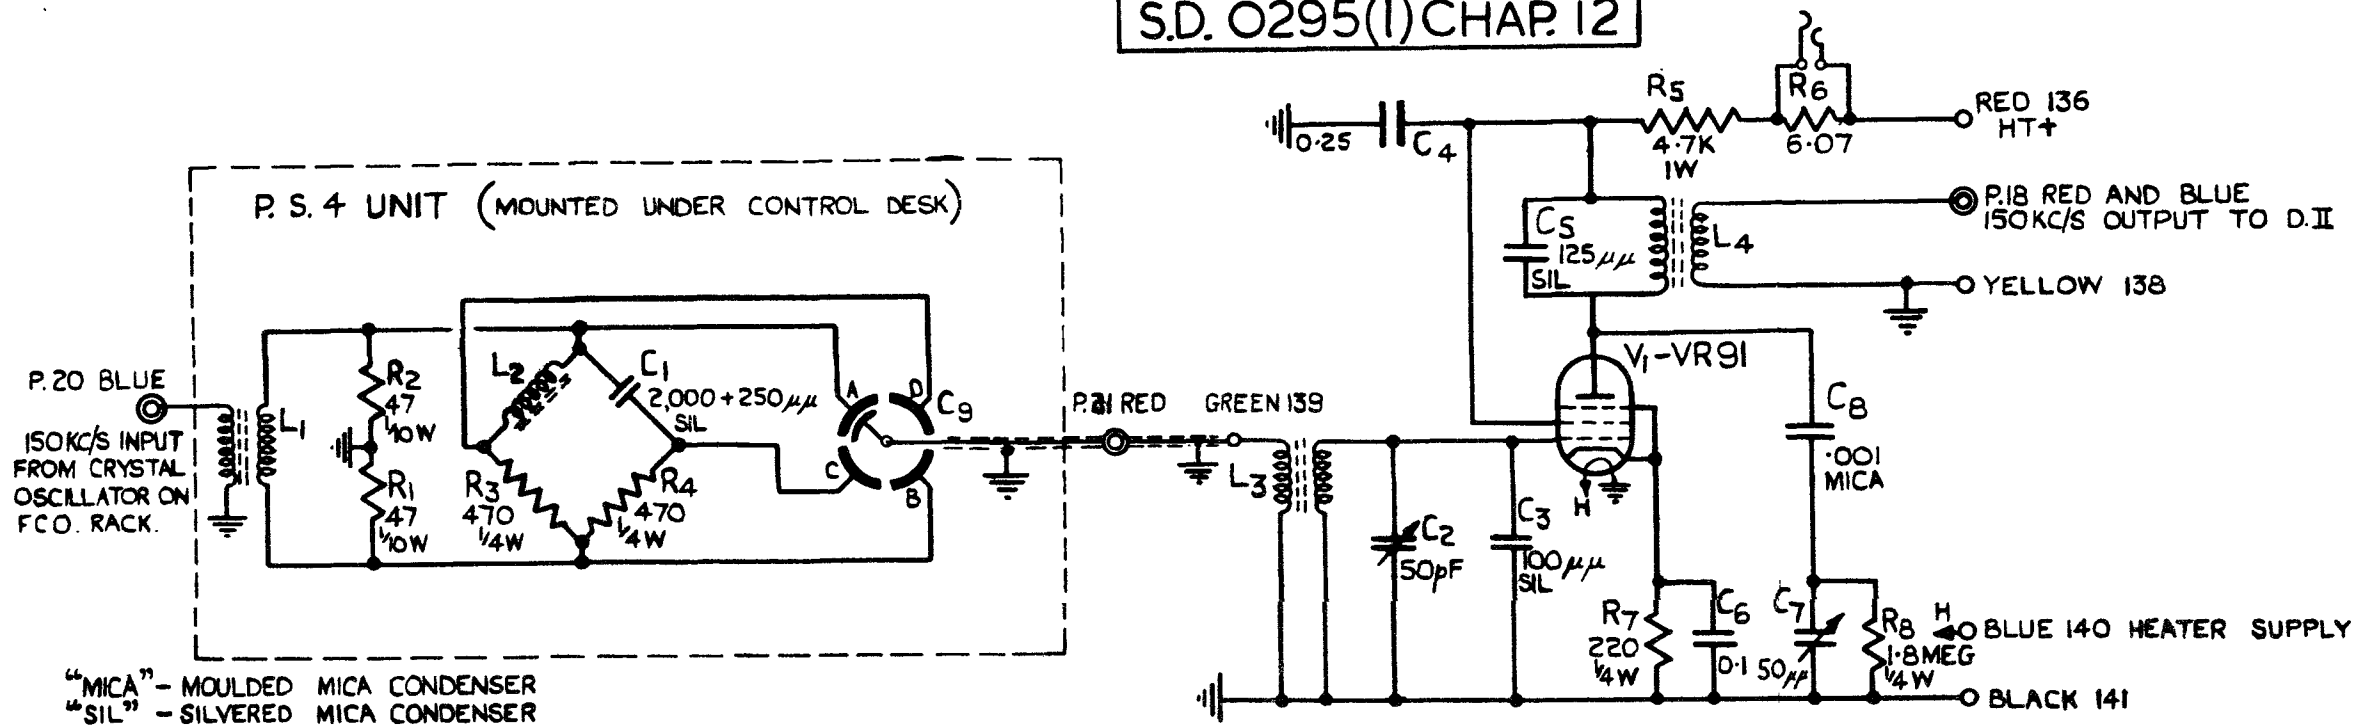 S.D. 0295(1) CHAP. 12
P. S. 4 UNIT (MOUNTED UNDER CONTROL DESK)
P. 20 BLUE
150KC/S INPUT
FROM CRYSTAL
OSCILLATOR ON
F C O. RACK.
L1
R2
47
1/10W
R1
47
1/10W
L2
C1
2,000+250μμ
SIL
R3
470
1/4W
R4
470
1/4W
A
D
C
B
C9
RED
GREEN 139
L3
C2
50pF
C3
100μμ
SIL
0·25
C4
R5
4·7K
1W
R6
6·07
RED 136
HT+
C5
125μμ
SIL
L4
P.18 RED AND BLUE
150KC/S OUTPUT TO D.II
YELLOW 138
V1-VR91
H
C8
·001
MICA
R7
220
1/4W
C6
0·1
C7
50μμ
R8
1·8MEG
1/4W
H
BLUE 140 HEATER SUPPLY
BLACK 141
"MICA" - MOULDED MICA CONDENSER
"SIL" - SILVERED MICA CONDENSER